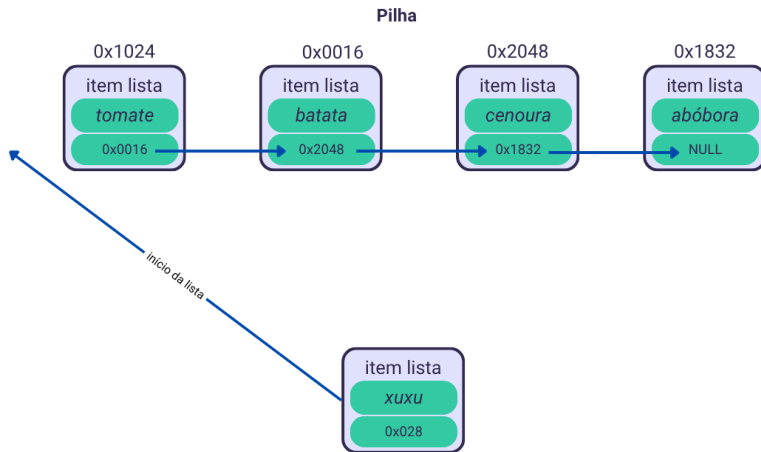 Pilha
0x1024
0x0016
0x2048
0x1832
item lista
tomate
0x0016
item lista
batata
0x2048
item lista
cenoura
0x1832
item lista
abóbora
NULL
início da lista
item lista
xuxu
0x028